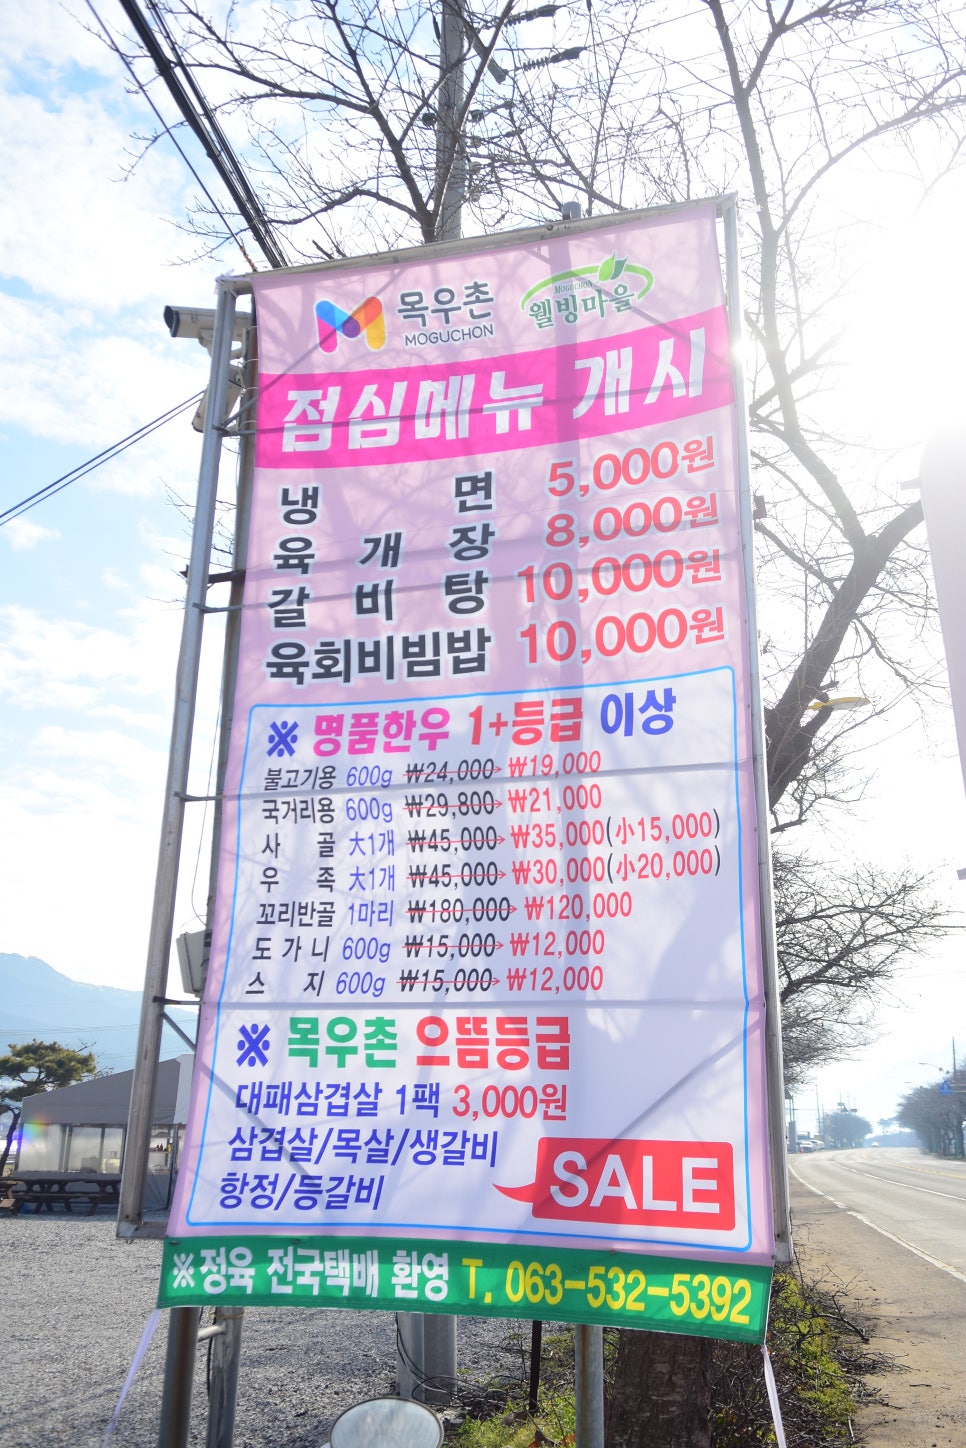 목우촌
MOGUCHON
MOGUCHON
웰빙마을
점심메뉴 개시
냉 면 5,000원
육 개 장 8,000원
갈 비 탕 10,000원
육회비빔밥 10,000원
※ 명품한우 1+등급 이상
불고기용 600g ₩24,000→₩19,000
국거리용 600g ₩29,800→₩21,000
사 골 大1개 ₩45,000→₩35,000(小15,000)
우 족 大1개 ₩45,000→₩30,000(小20,000)
꼬리반골 1마리 ₩180,000→₩120,000
도 가 니 600g ₩15,000→₩12,000
스 지 600g ₩15,000→₩12,000
※ 목우촌 으뜸등급
대패삼겹살 1팩 3,000원
삼겹살/목살/생갈비
항정/등갈비
SALE
※정육 전국택배 환영 T. 063-532-5392